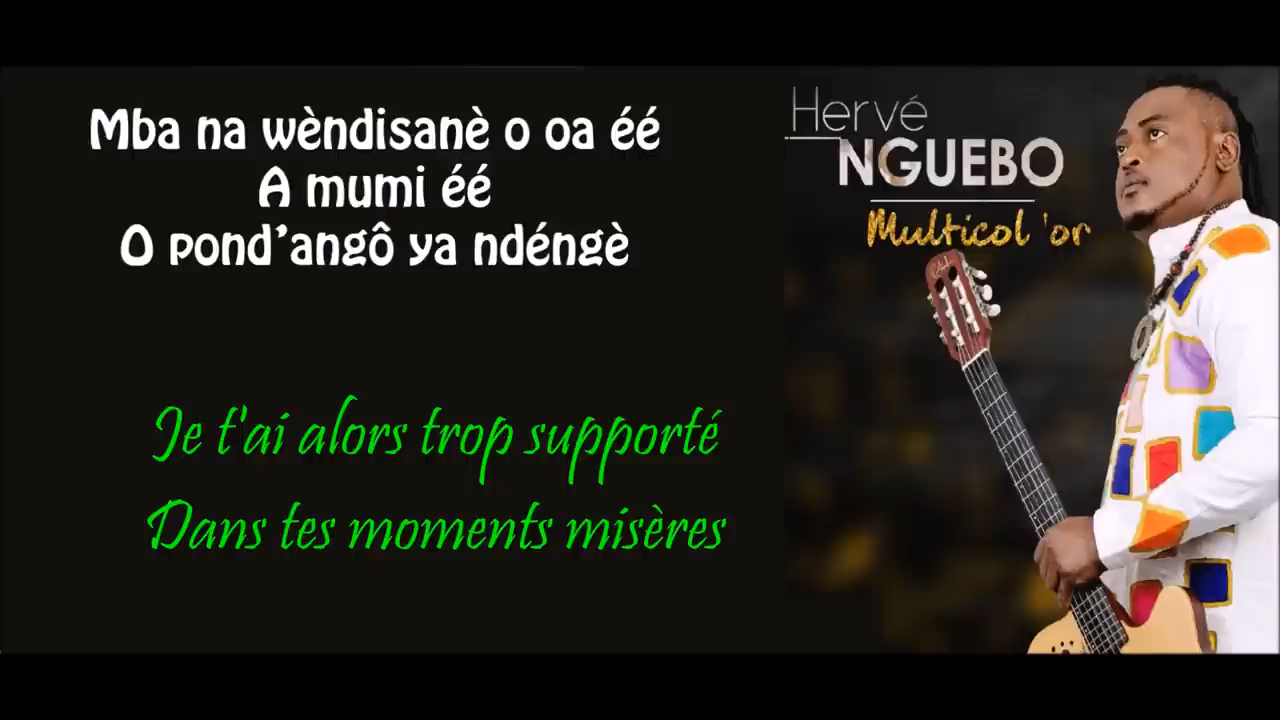 Mba na wèndisanè o oa éé
A mumi éé
O pond'angô ya ndéngè
Je t'ai alors trop supporté
Dans tes moments misères
Hervé
NGUEBO
Multicol 'or